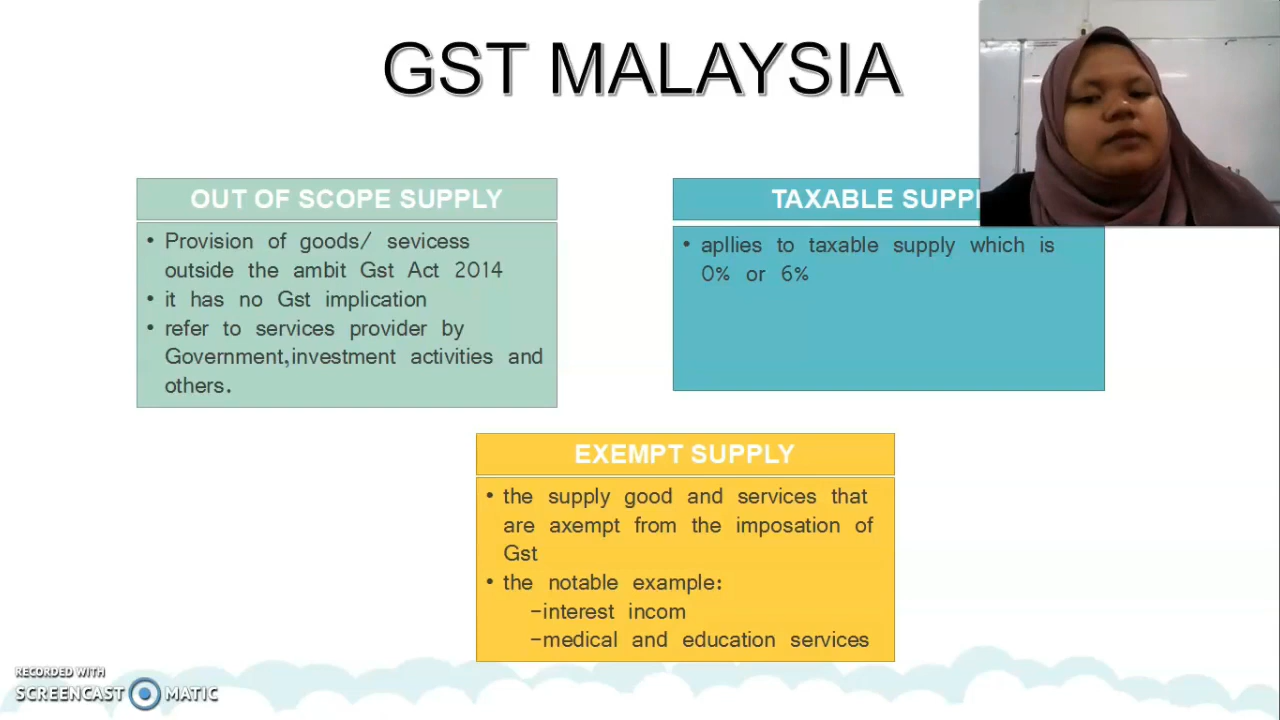 GST MALAYSIA
OUT OF SCOPE SUPPLY
• Provision of goods/ sevicess
outside the ambit Gst Act 2014
• it has no Gst implication
• refer to services provider by
Government,investment activities and
others.
TAXABLE SUPP
• apllies to taxable supply which is
0% or 6%
EXEMPT SUPPLY
• the supply good and services that
are axempt from the imposation of
Gst
• the notable example:
-interest incom
-medical and education services
RECORDED WITH
SCREENCAST MATIC